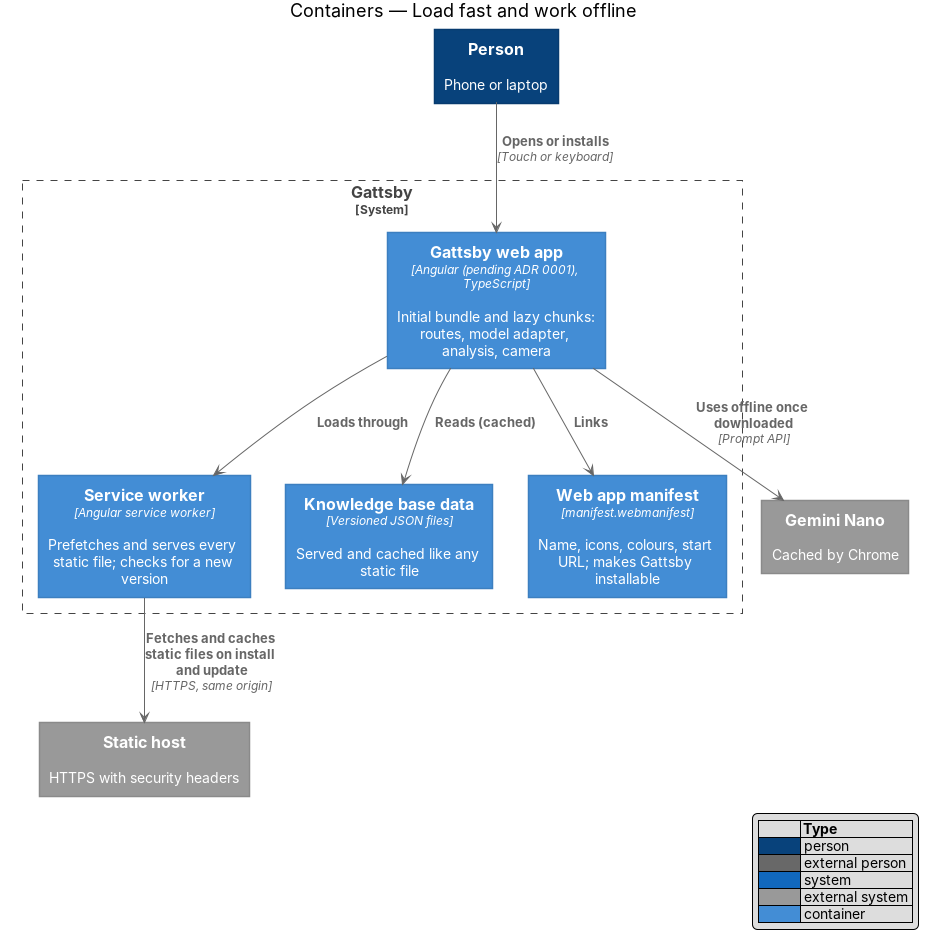 Containers — Load fast and work offline
Person
Phone or laptop
Opens or installs
[Touch or keyboard]
Gattsby
[System]
Gattsby web app
[Angular (pending ADR 0001),
TypeScript]
Initial bundle and lazy chunks:
routes, model adapter,
analysis, camera
Loads through
Reads (cached)
Links
Uses offline once
downloaded
[Prompt API]
Service worker
[Angular service worker]
Prefetches and serves every
static file; checks for a new
version
Knowledge base data
[Versioned JSON files]
Served and cached like any
static file
Web app manifest
[manifest.webmanifest]
Name, icons, colours, start
URL; makes Gattsby
installable
Gemini Nano
Cached by Chrome
Fetches and caches
static files on install
and update
[HTTPS, same origin]
Static host
HTTPS with security headers
Type
person
external person
system
external system
container